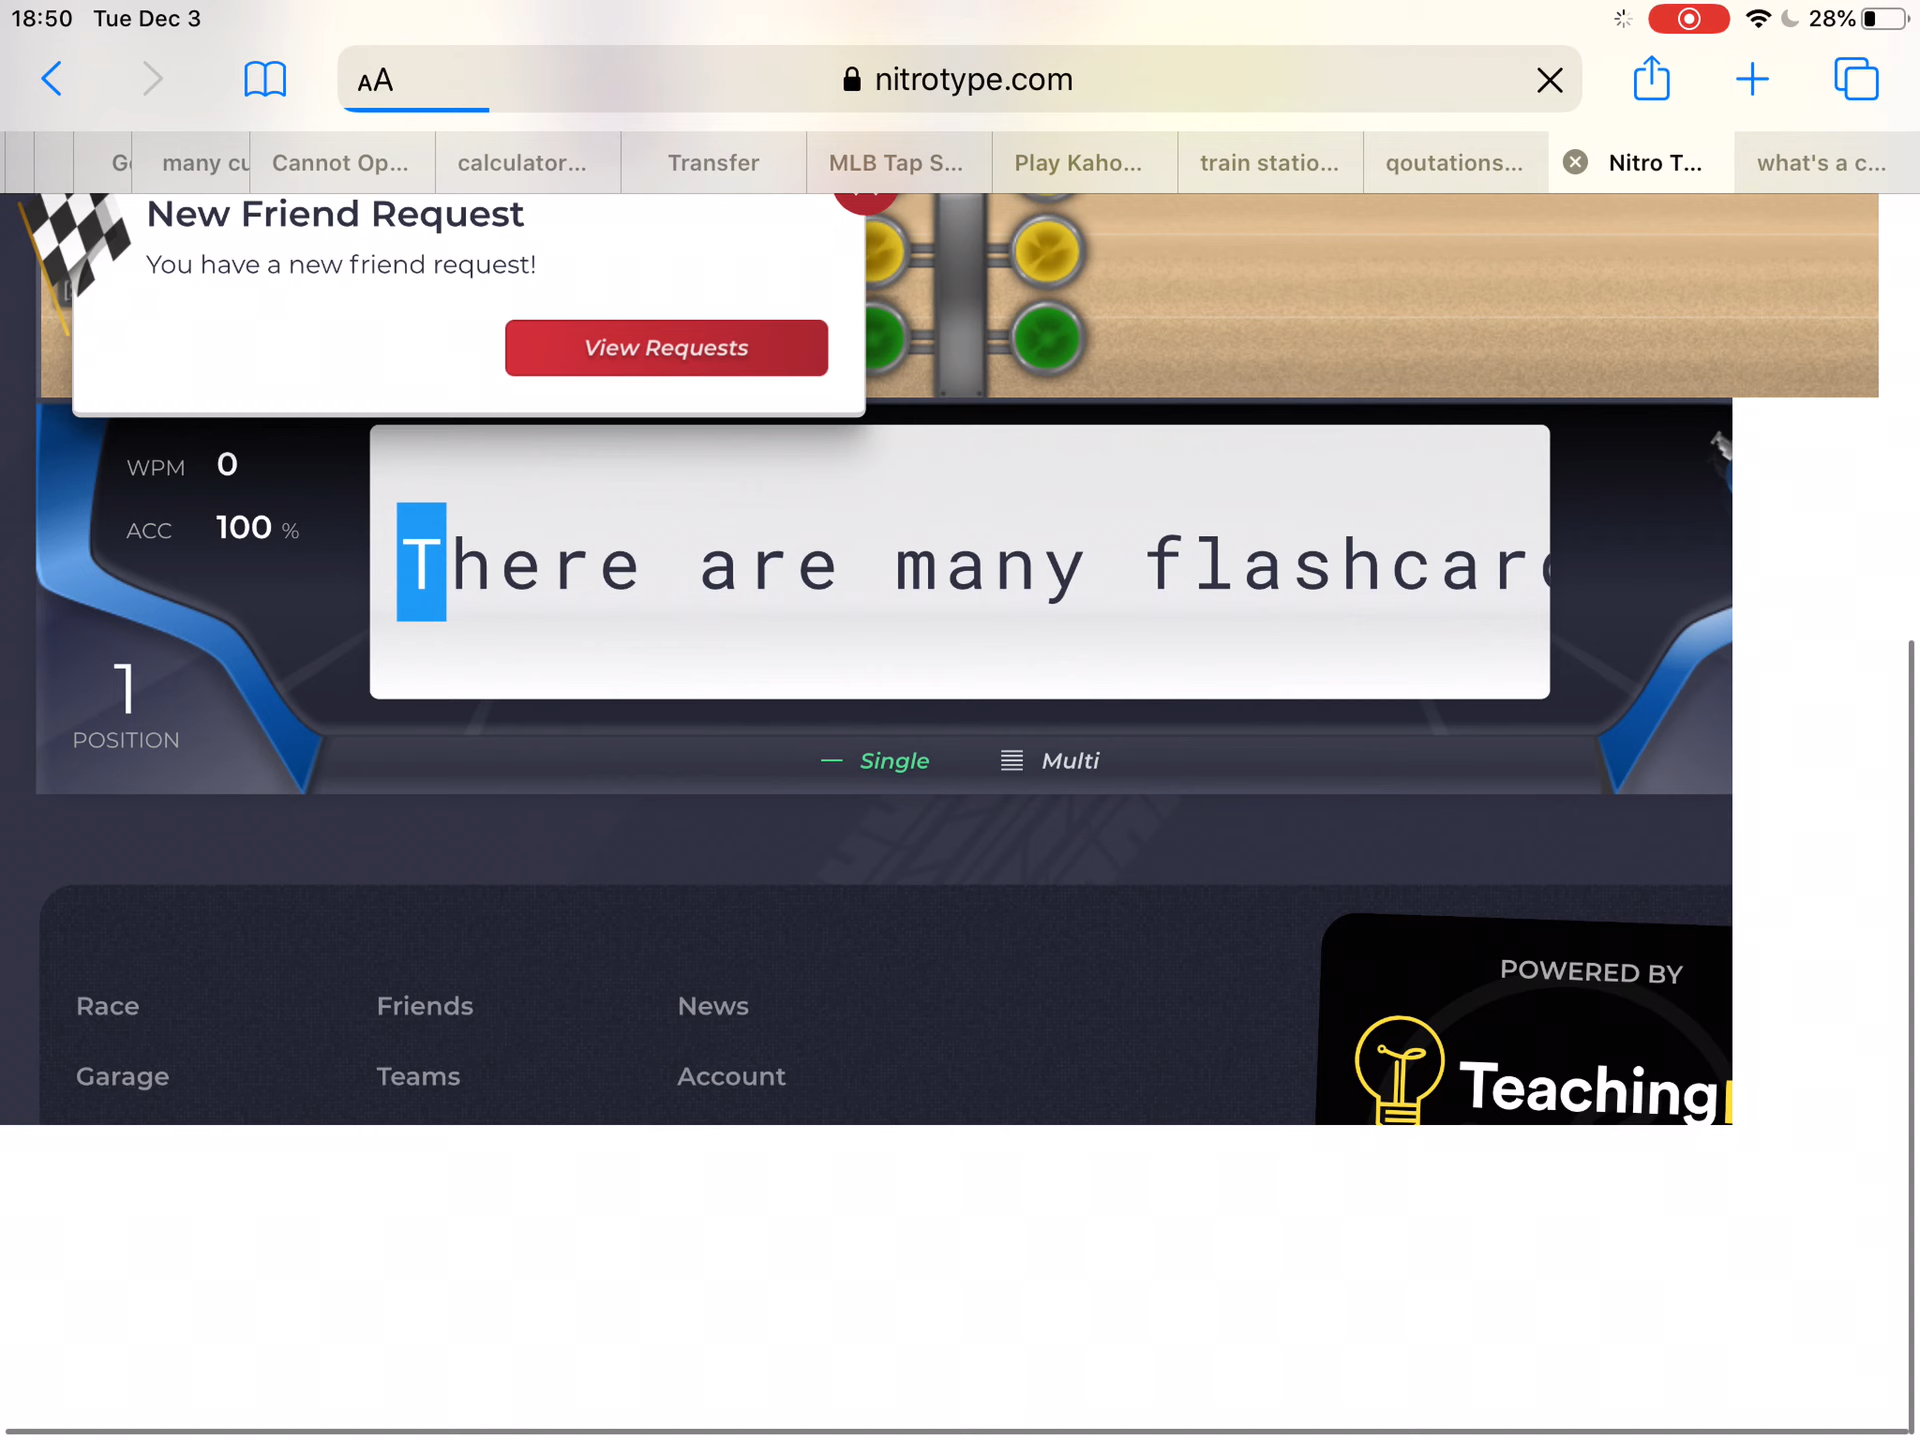 18:50 Tue Dec 3
28%
AA nitrotype.com
many cu Cannot Op... calculator... Transfer MLB Tap S... Play Kaho... train statio... qoutations... Nitro T... what's a c...
New Friend Request
You have a new friend request!
View Requests
WPM 0
ACC 100 %
There are many flashcar
1
POSITION
Single Multi
POWERED BY
Teaching
Race Friends News
Garage Teams Account